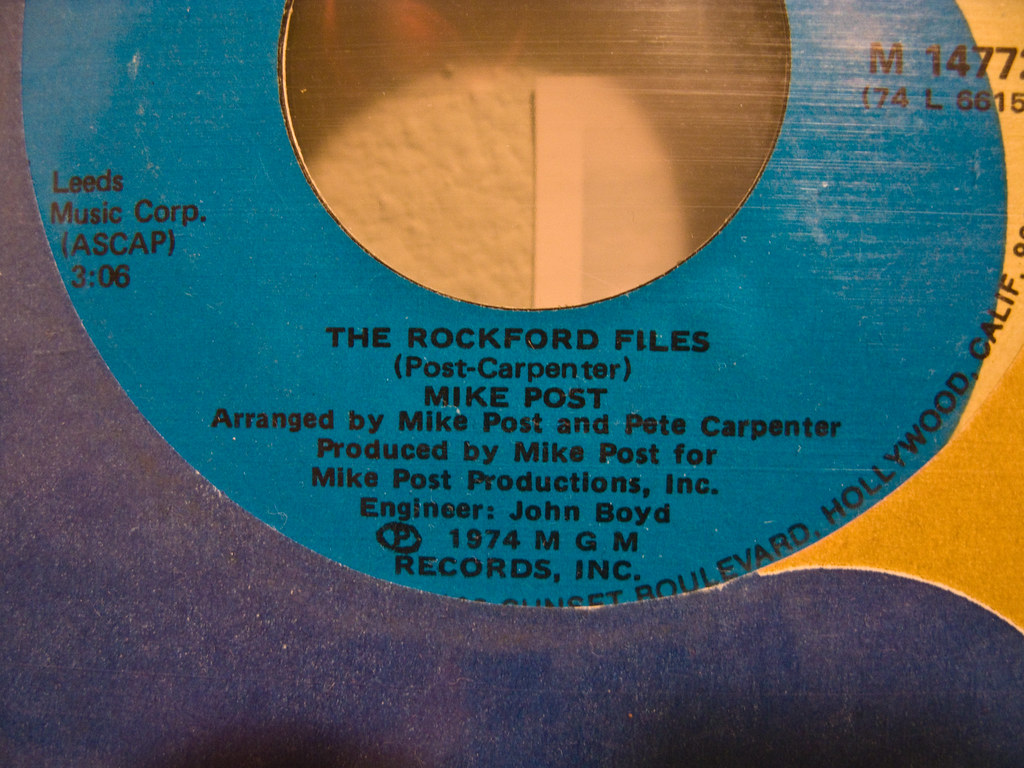 M 1477
(74 L 6615
Leeds
Music Corp.
(ASCAP)
3:06
THE ROCKFORD FILES
(Post-Carpenter)
MIKE POST
Arranged by Mike Post and Pete Carpenter
Produced by Mike Post for
Mike Post Productions, Inc.
Engineer: John Boyd
Ⓟ 1974 M G M
RECORDS, INC.
SUNSET BOULEVARD, HOLLYWOOD, CALIF.